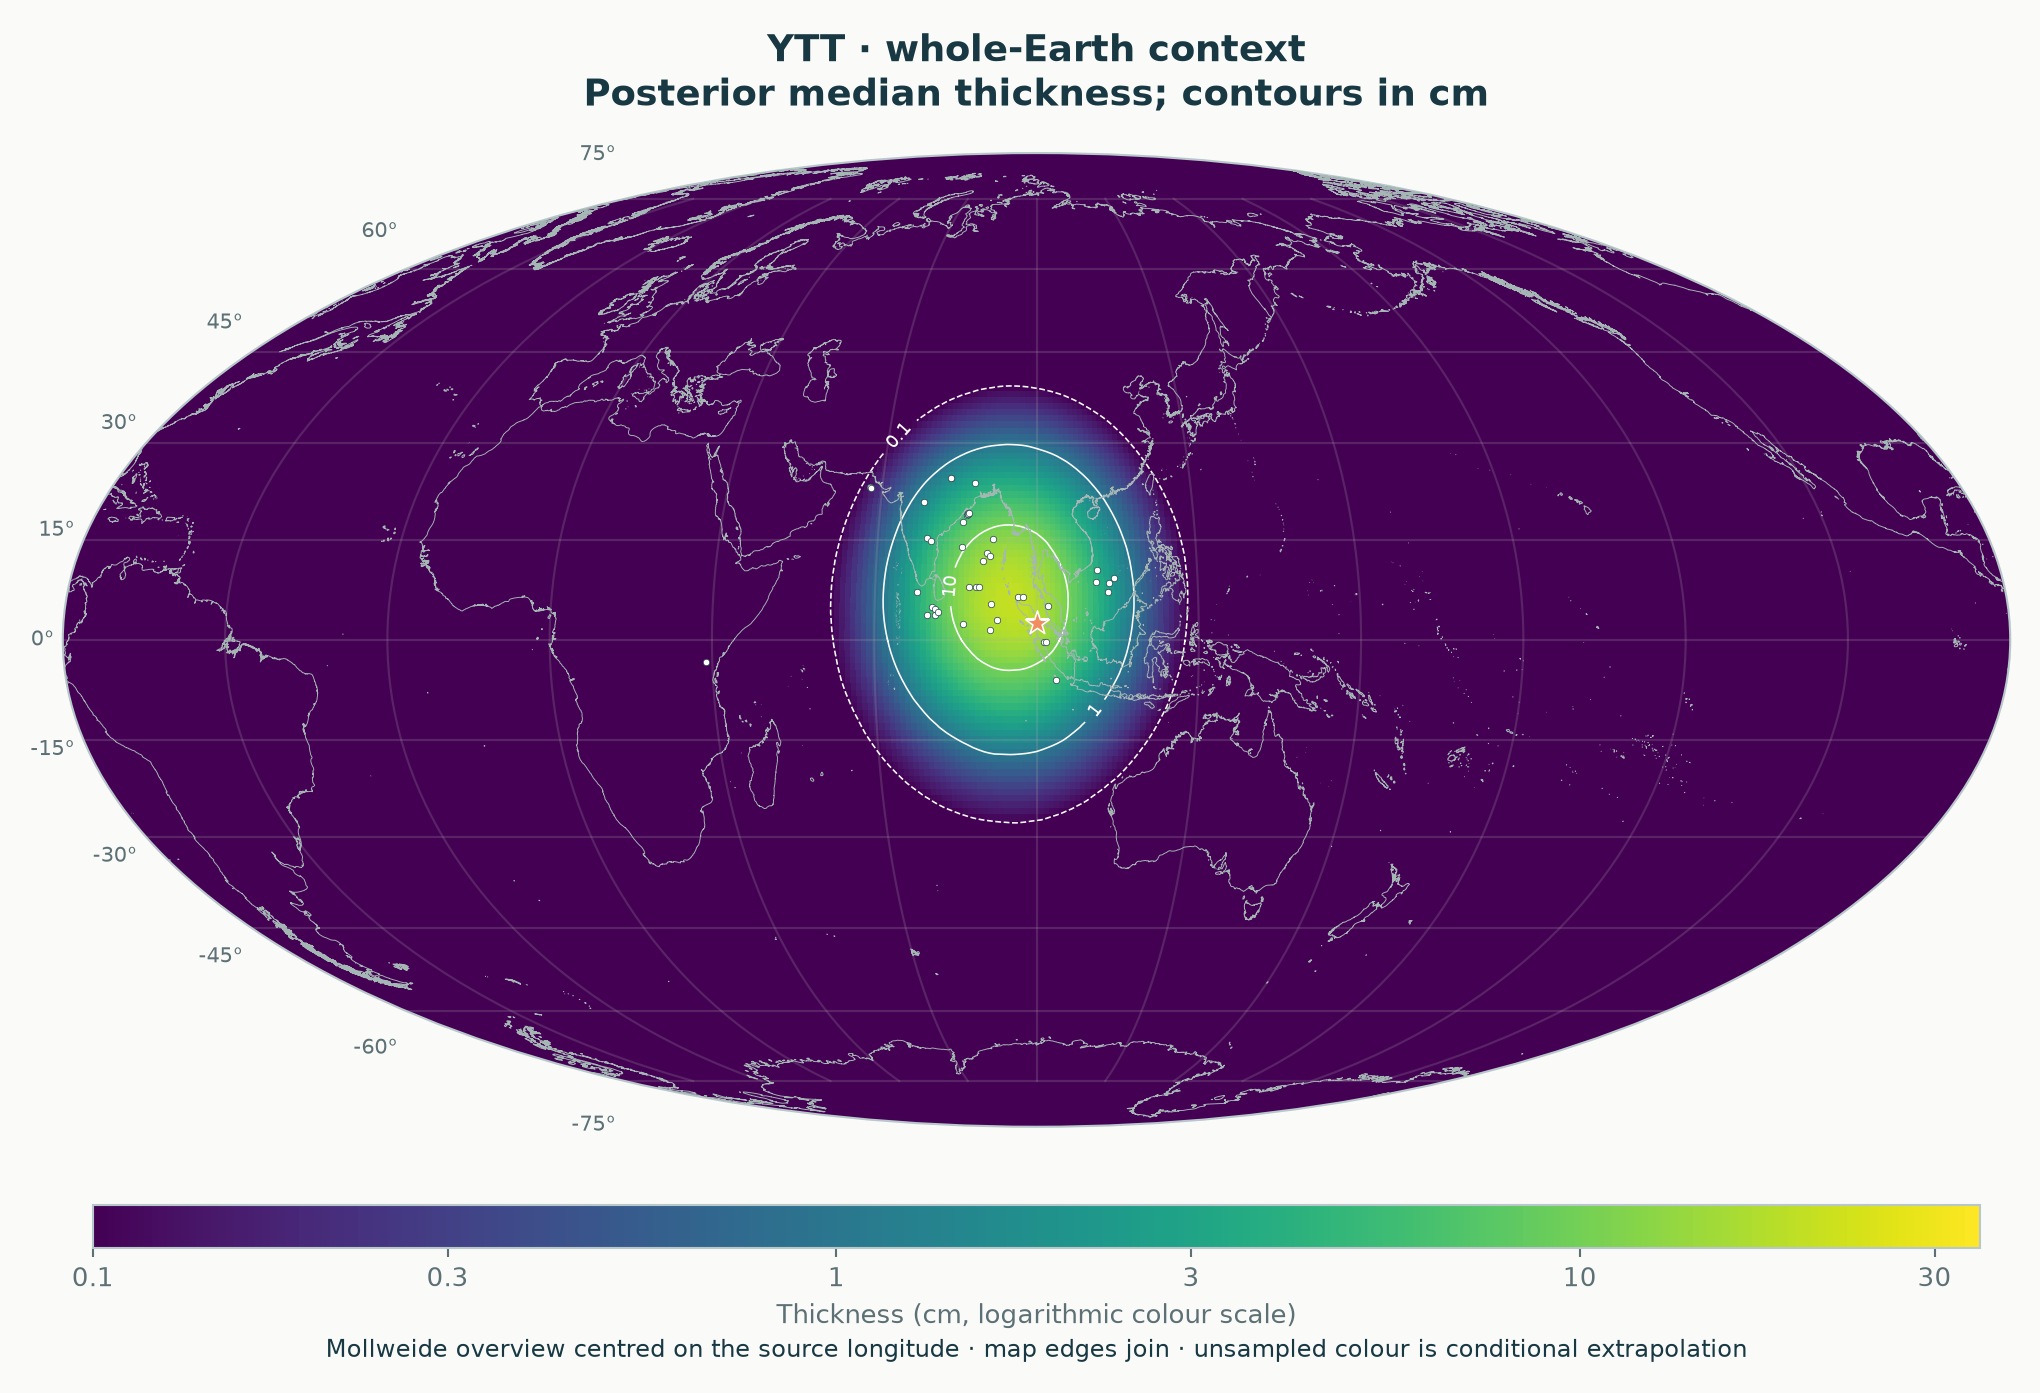 YTT · whole-Earth context
Posterior median thickness; contours in cm
75°
60°
45°
30°
15°
0°
-15°
-30°
-45°
-60°
-75°
0.1
10
1
0.1 0.3 1 3 10 30
Thickness (cm, logarithmic colour scale)
Mollweide overview centred on the source longitude · map edges join · unsampled colour is conditional extrapolation